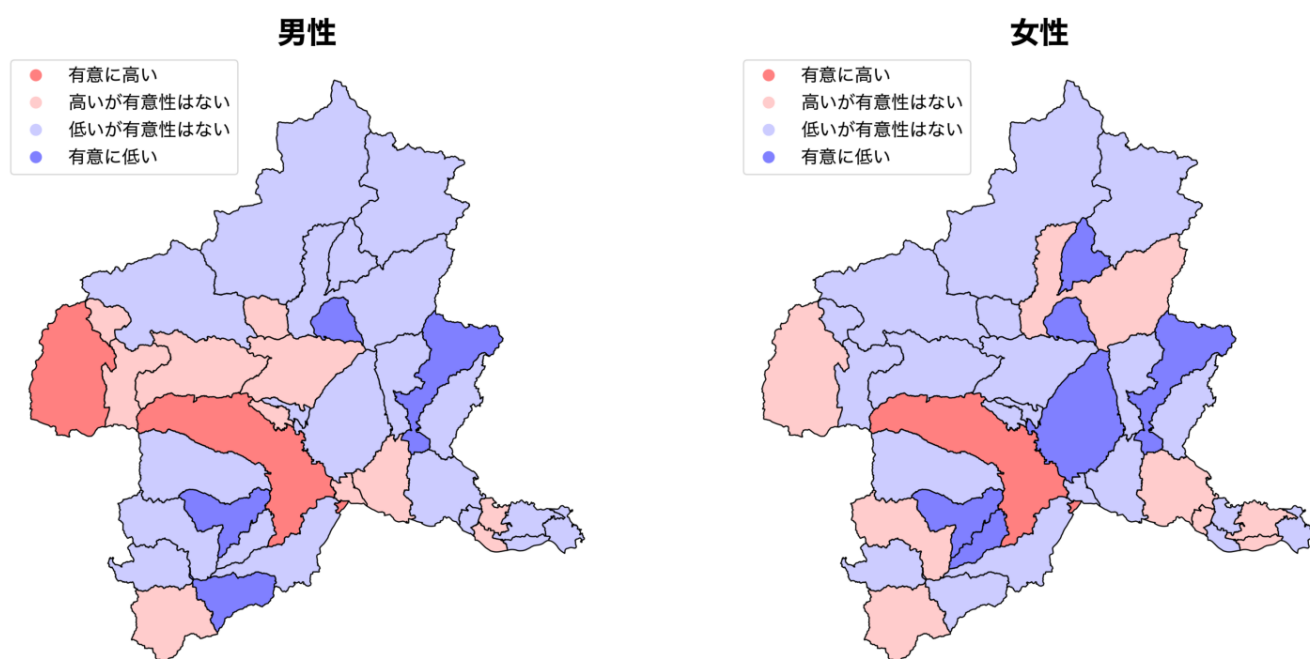 男性
有意に高い
高いが有意性はない
低いが有意性はない
有意に低い
女性
有意に高い
高いが有意性はない
低いが有意性はない
有意に低い